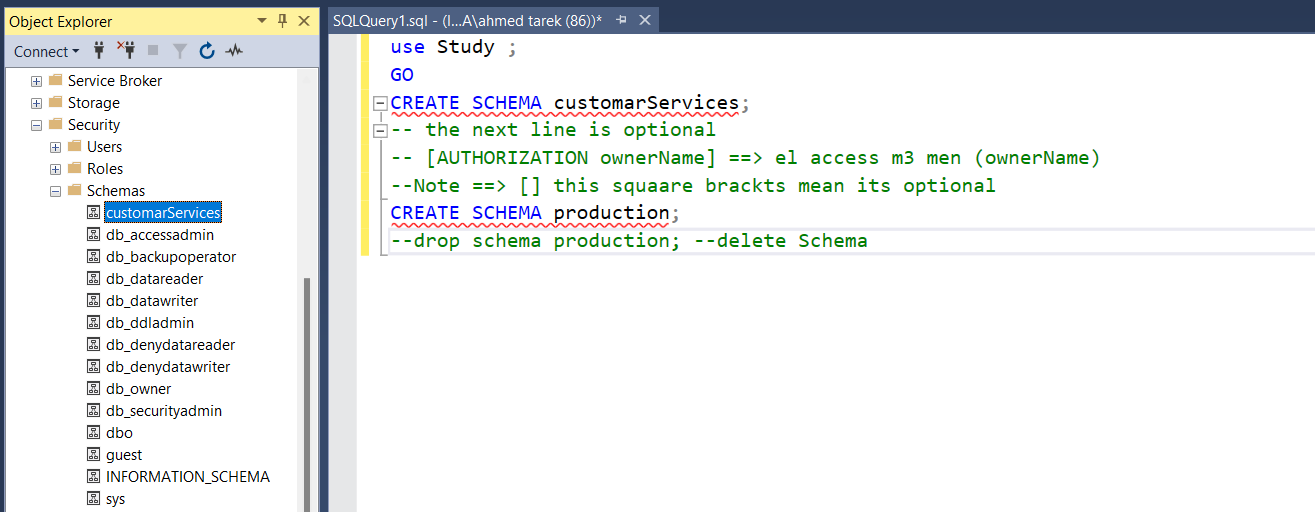 Object Explorer
Connect
Service Broker
Storage
Security
Users
Roles
Schemas
customarServices
db_accessadmin
db_backupoperator
db_datareader
db_datawriter
db_ddladmin
db_denydatareader
db_denydatawriter
db_owner
db_securityadmin
dbo
guest
INFORMATION_SCHEMA
sys
SQLQuery1.sql - (l...A\ahmed tarek (86))*
use Study ;
GO
CREATE SCHEMA customarServices;
-- the next line is optional
-- [AUTHORIZATION ownerName] ==> el access m3 men (ownerName)
--Note ==> [] this squaare brackts mean its optional
CREATE SCHEMA production;
--drop schema production; --delete Schema